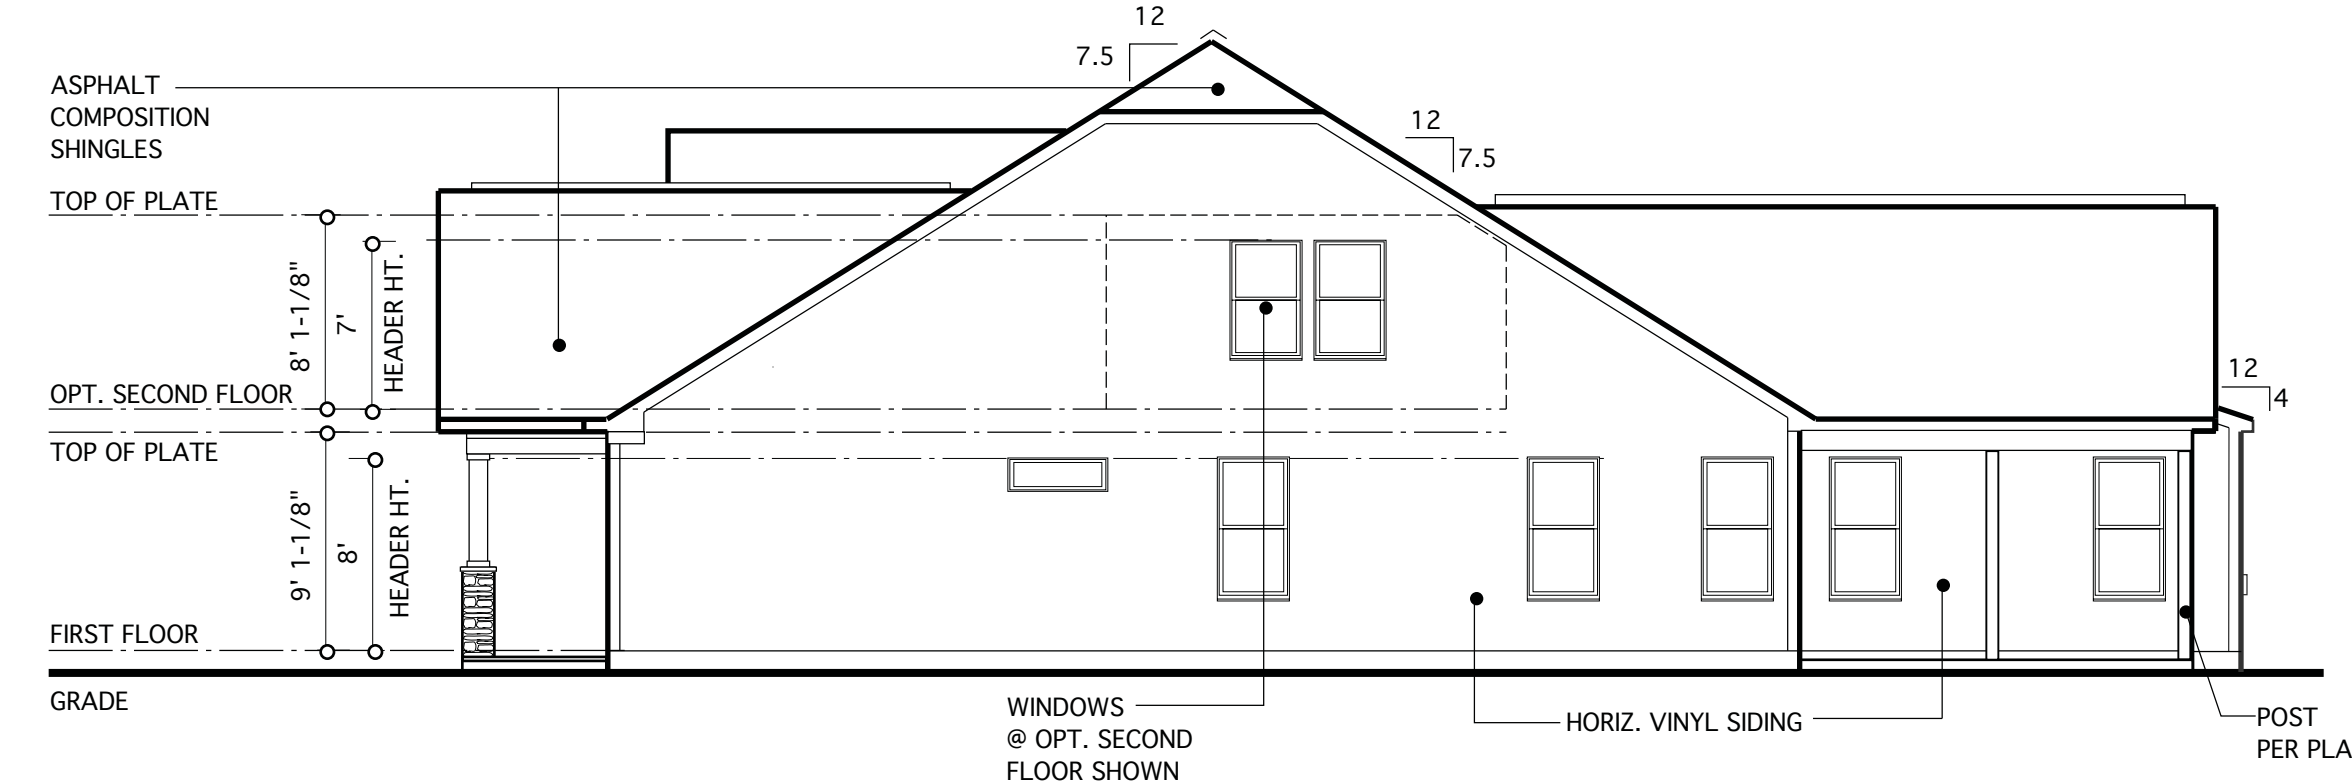 12
7.5
ASPHALT
COMPOSITION
SHINGLES
12
7.5
TOP OF PLATE
8' 1-1/8"
7'
HEADER HT.
OPT. SECOND FLOOR
12
4
TOP OF PLATE
9' 1-1/8"
8'
HEADER HT.
FIRST FLOOR
GRADE
WINDOWS
@ OPT. SECOND
FLOOR SHOWN
HORIZ. VINYL SIDING
POST
PER PLA